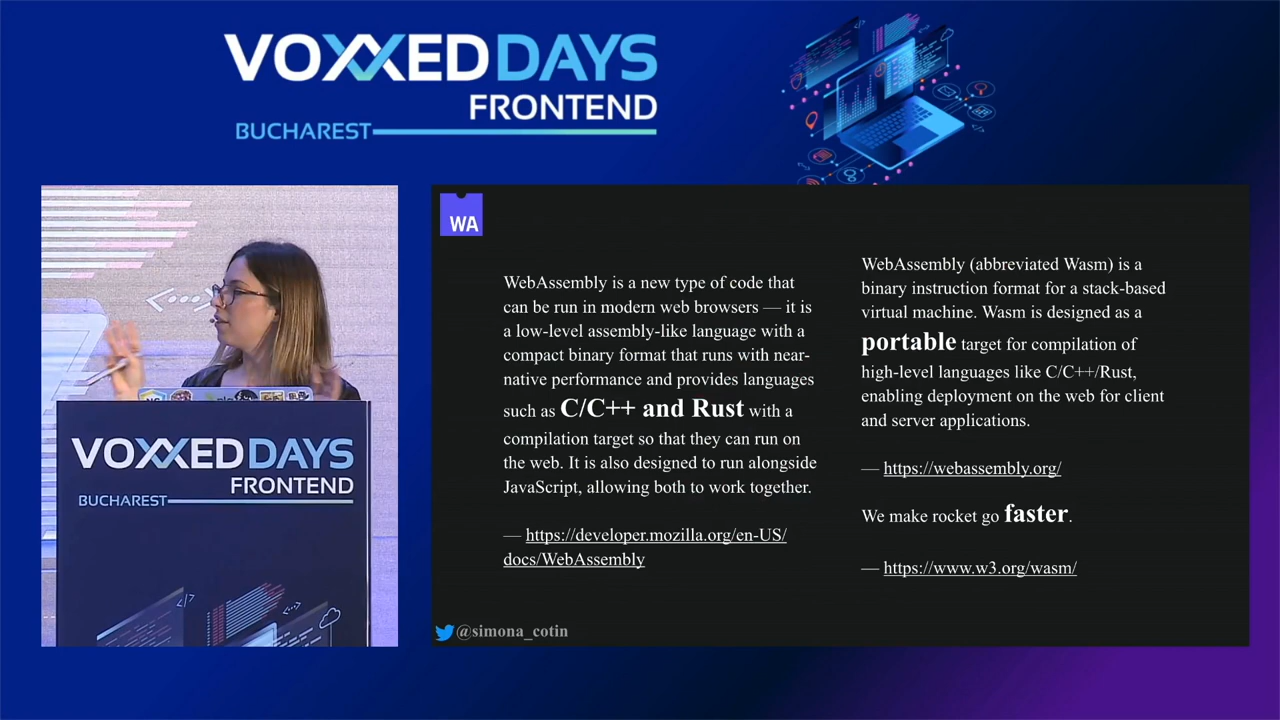 VOXXED DAYS
FRONTEND
BUCHAREST
VOXXED DAYS
FRONTEND
BUCHAREST
WA
WebAssembly is a new type of code that
can be run in modern web browsers — it is
a low-level assembly-like language with a
compact binary format that runs with near-
native performance and provides languages
such as C/C++ and Rust with a
compilation target so that they can run on
the web. It is also designed to run alongside
JavaScript, allowing both to work together.
— https://developer.mozilla.org/en-US/
docs/WebAssembly
WebAssembly (abbreviated Wasm) is a
binary instruction format for a stack-based
virtual machine. Wasm is designed as a
portable target for compilation of
high-level languages like C/C++/Rust,
enabling deployment on the web for client
and server applications.
— https://webassembly.org/
We make rocket go faster.
— https://www.w3.org/wasm/
@simona_cotin